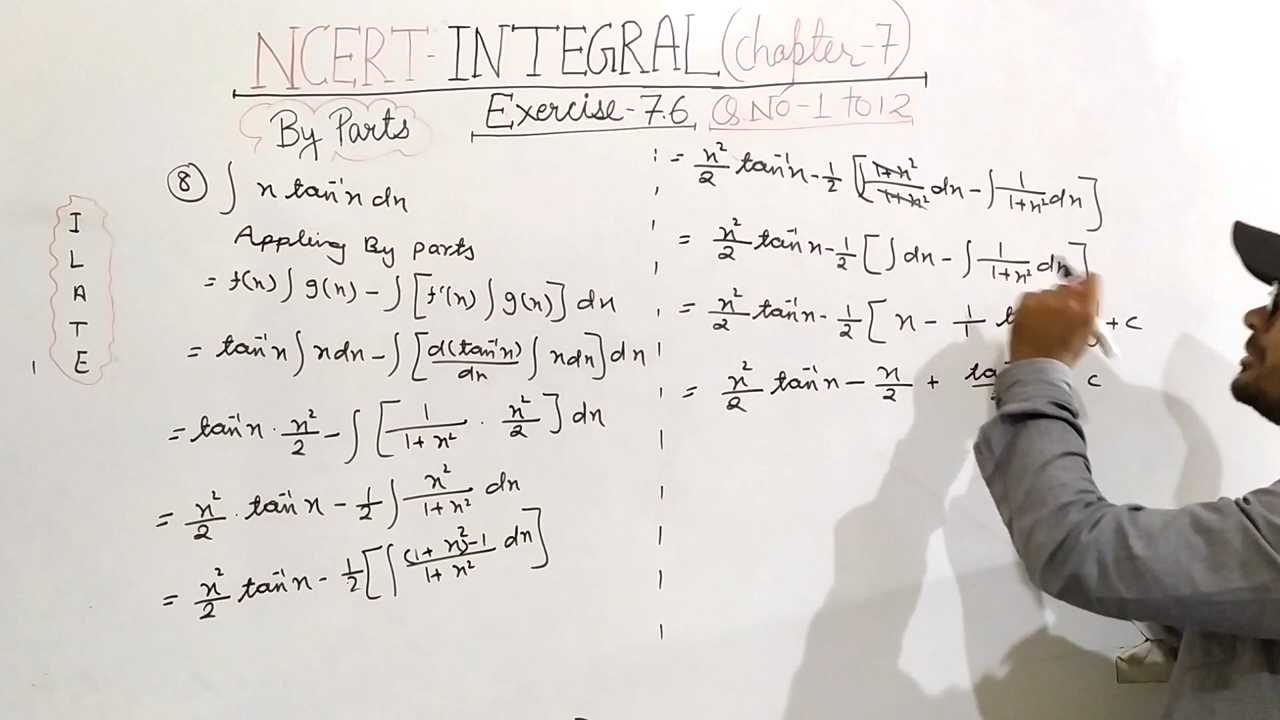 NCERT-INTEGRAL (chapter-7)
By Parts
Exercise-7.6 Q.NO-1 to 12
I
L
A
T
E
⑧ ∫ x tan⁻¹x dx
Appling By parts
= f(x) ∫ g(x) - ∫ [f'(x) ∫ g(x)] dx
= tan⁻¹x ∫ x dx - ∫ [d(tan⁻¹x)/dx ∫ x dx] dx
= tan⁻¹x · x²/2 - ∫ [1/(1+x²) · x²/2] dx
= x²/2 · tan⁻¹x - 1/2 ∫ x²/(1+x²) dx
= x²/2 tan⁻¹x - 1/2 [∫ ((1+x²)-1)/(1+x²) dx]
= x²/2 tan⁻¹x - 1/2 [∫ (1+x²)/(1+x²) dx - ∫ 1/(1+x²) dx]
= x²/2 tan⁻¹x - 1/2 [∫ dx - ∫ 1/(1+x²) dx]
= x²/2 tan⁻¹x - 1/2 [x - 1/1 + c
= x²/2 tan⁻¹x - x/2 + c